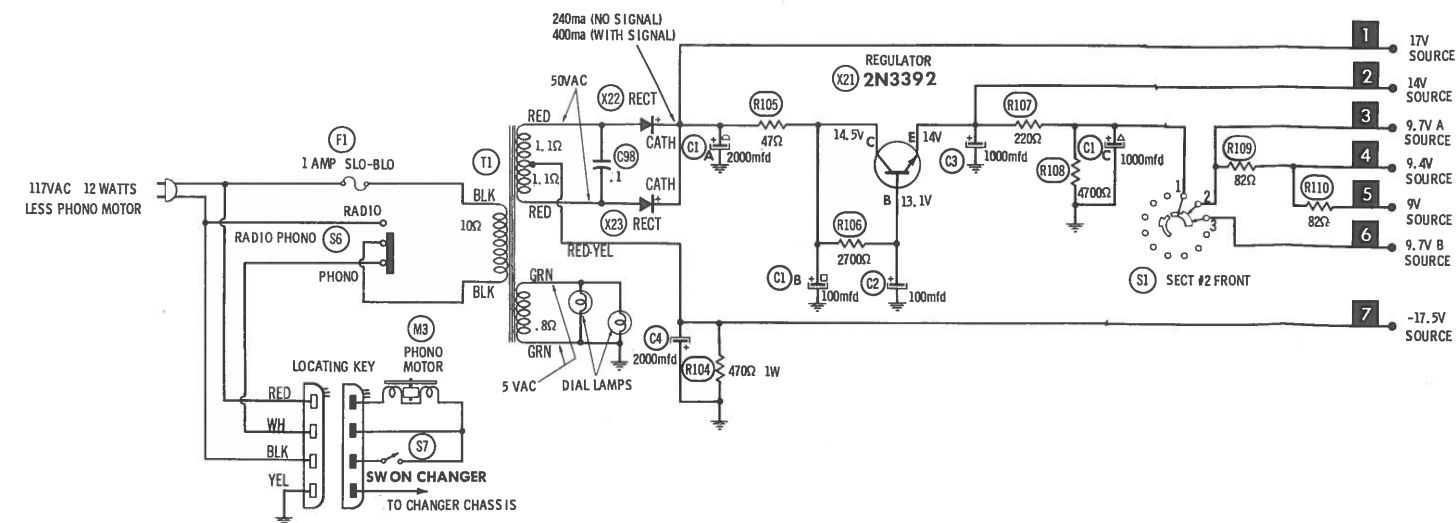 240ma (NO SIGNAL)
400ma (WITH SIGNAL)
1
17V
SOURCE
REGULATOR
X21 2N3392
2
14V
SOURCE
50VAC
X22 RECT
R105
R107
3
9.7V A
SOURCE
RED
14.5V
C
E
14V
F1
1 AMP SLO-BLO
T1
1.1Ω
1.1Ω
C98
.1
CATH
C1
A
2000mfd
47Ω
C3
1000mfd
220Ω
R108
4700Ω
C1
C
1000mfd
R109
82Ω
4
9.4V
SOURCE
117VAC 12 WATTS
LESS PHONO MOTOR
BLK
CATH
B
13.1V
1
2
3
R110
82Ω
5
9V
SOURCE
RED
X23
RECT
RADIO
RADIO PHONO S6
PHONO
10Ω
RED-YEL
R106
2700Ω
6
9.7V B
SOURCE
BLK
GRN
.8Ω
GRN
C1 B
100mfd
C2
100mfd
S1 SECT #2 FRONT
7
-17.5V
SOURCE
M3
PHONO
MOTOR
C4
2000mfd
R104
470Ω 1W
LOCATING KEY
5 VAC
DIAL LAMPS
RED
WH
S7
BLK
SW ON CHANGER
YEL
TO CHANGER CHASSIS